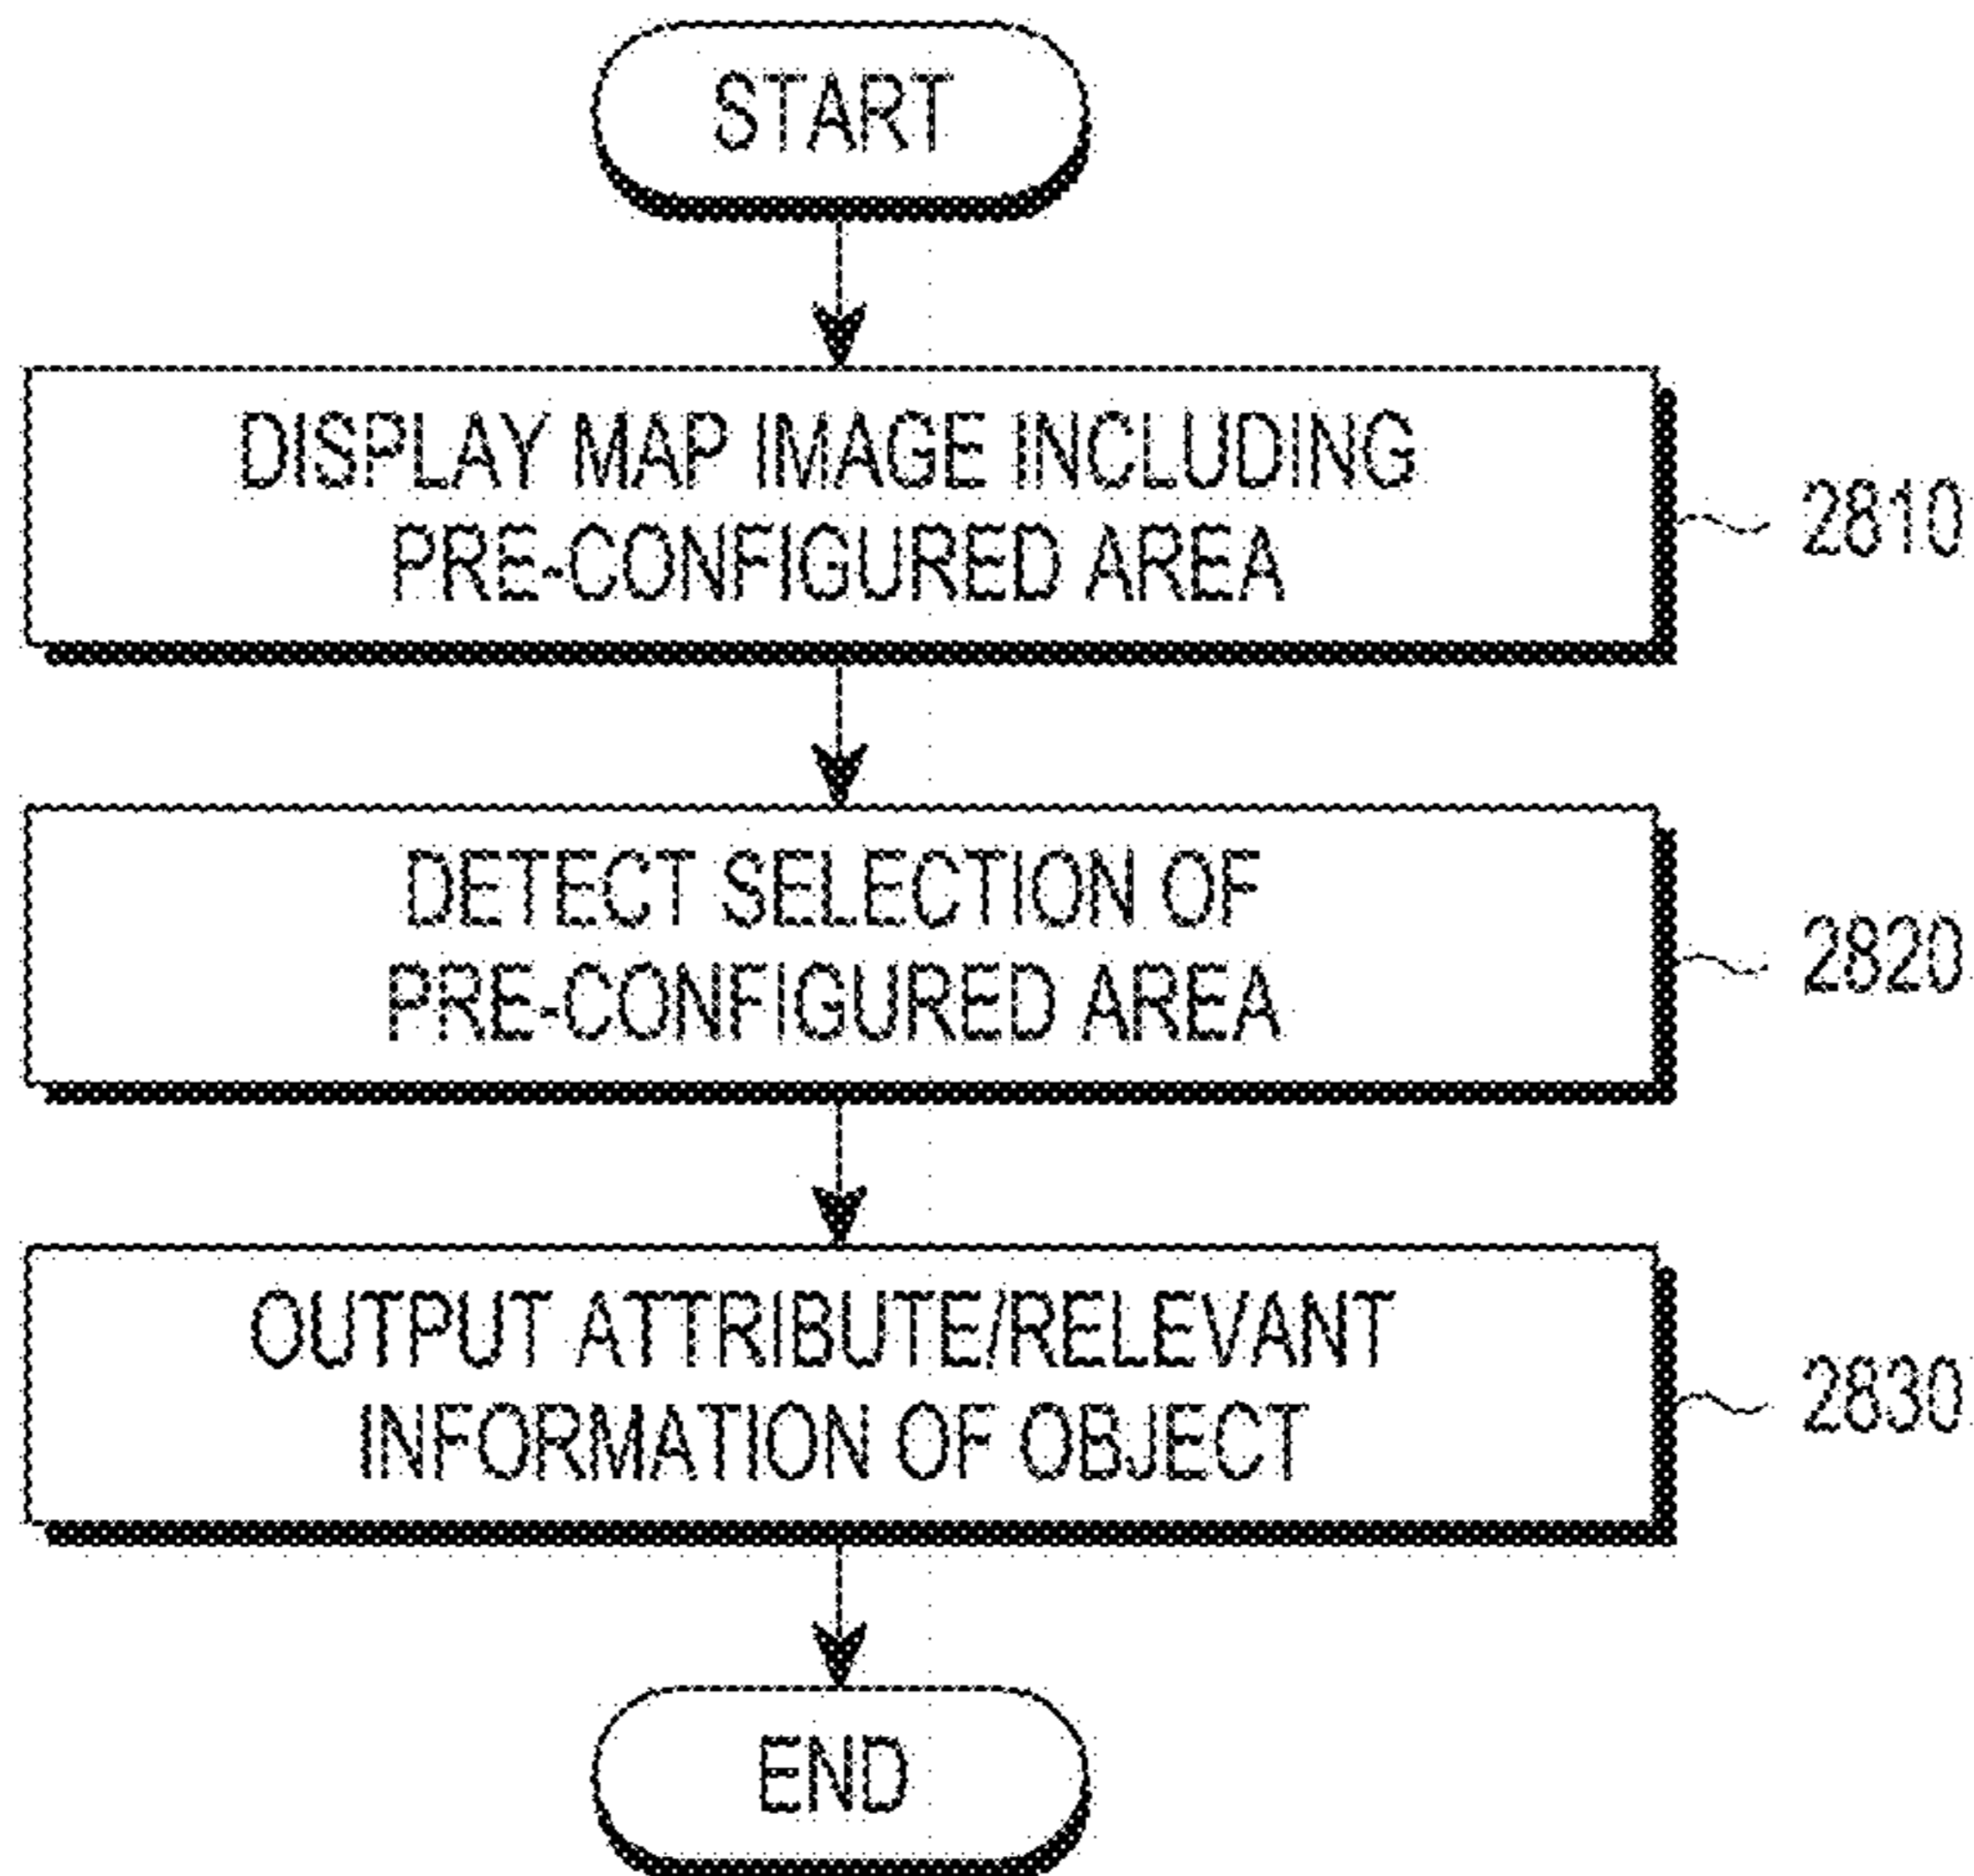 START
DISPLAY MAP IMAGE INCLUDING
PRE-CONFIGURED AREA
2810
DETECT SELECTION OF
PRE-CONFIGURED AREA
2820
OUTPUT ATTRIBUTE/RELEVANT
INFORMATION OF OBJECT
2830
END